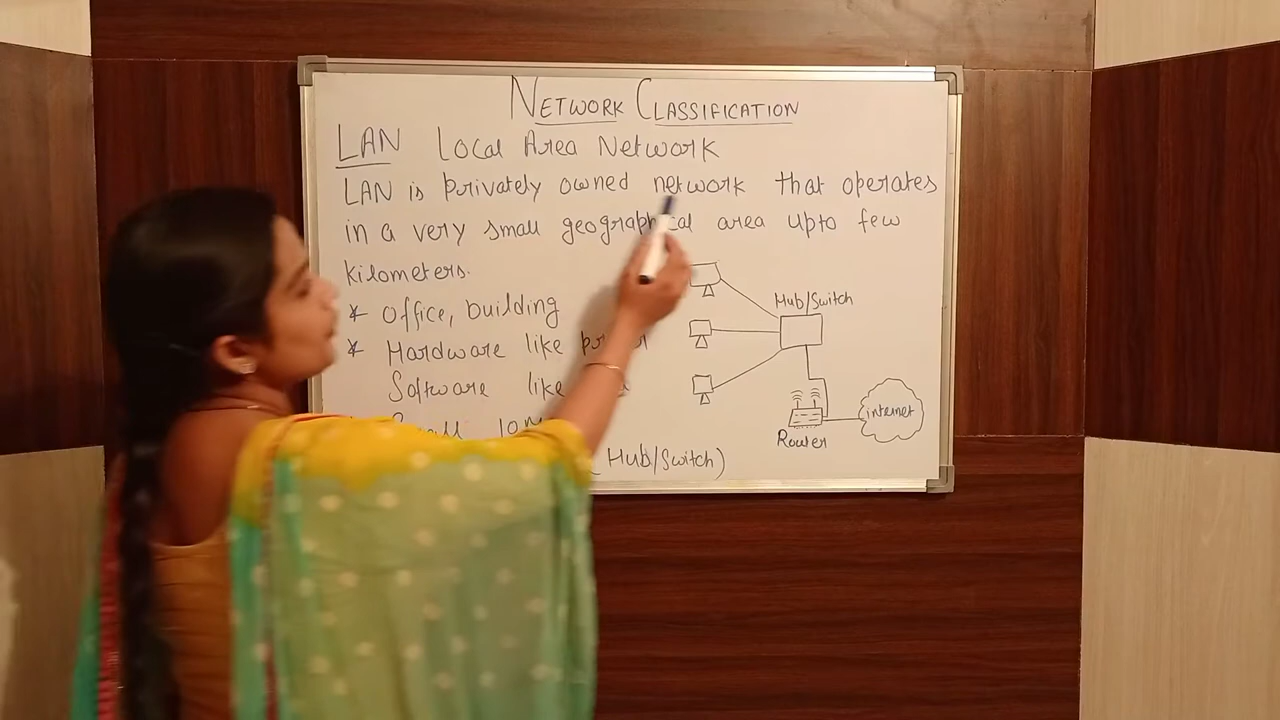 NETWORK CLASSIFICATION
LAN Local Area Network
LAN is privately owned network that operates
in a very small geographical area upto few
kilometers.
* Office, building
* Hardware like
Software like
Small
(Hub/Switch)
Hub/Switch
Router
internet